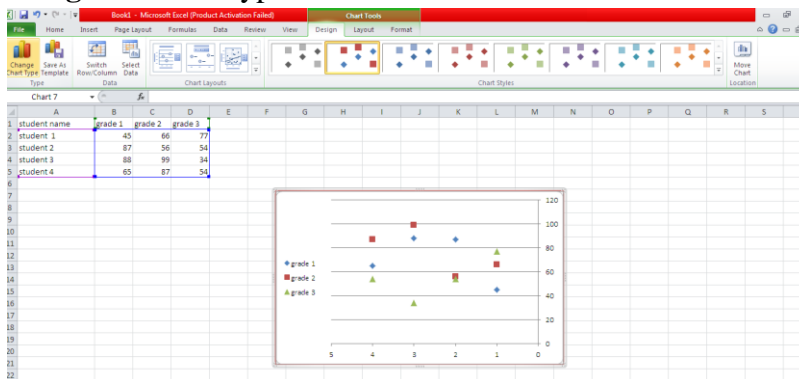 Book1 - Microsoft Excel (Product Activation Failed) Chart Tools
File Home Insert Page Layout Formulas Data Review View Design Layout Format
Change Chart Type Save As Template Switch Row/Column Select Data Move Chart
Type Data Chart Layouts Chart Styles Location
Chart 7 fx
A B C D E F G H I J K L M N O P Q R S
1 student name grade 1 grade 2 grade 3
2 student 1 45 66 77
3 student 2 87 56 54
4 student 3 88 99 34
5 student 4 65 87 54
6
7
8
9
10
11
12
13
14
15
16
17
18
19
20
21
22
120
100
80
60
40
20
0
grade 1
grade 2
grade 3
5 4 3 2 1 0